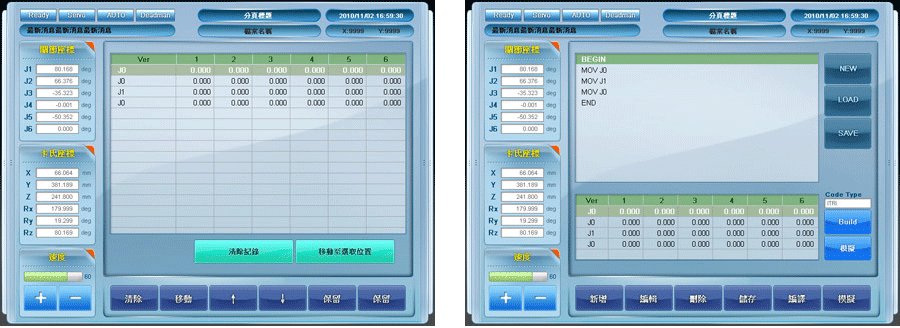 Ready Servo AUTO Deadman 分頁標題 2010/11/02 16:59:30
最新消息最新消息最新消息 檔案名稱 X:9999 Y:9999
關節座標
J1 80.168 deg
J2 66.376 deg
J3 -35.323 deg
J4 -0.001 deg
J5 -50.352 deg
J6 0.000 deg
卡氏座標
X 66.064 mm
Y 381.189 mm
Z 241.800 mm
Rx 179.999 deg
Ry 19.299 deg
Rz 80.169 deg
速度
60
+ −
Ver 1 2 3 4 5 6
J0 0.000 0.000 0.000 0.000 0.000 0.000
J0 0.000 0.000 0.000 0.000 0.000 0.000
J1 0.000 0.000 0.000 0.000 0.000 0.000
J0 0.000 0.000 0.000 0.000 0.000 0.000
清除記錄 移動至選取位置
清除 移動 ↑ ↓ 保留 保留
Ready Servo AUTO Deadman 分頁標題 2010/11/02 16:59:30
最新消息最新消息最新消息 檔案名稱 X:9999 Y:9999
關節座標
J1 80.168 deg
J2 66.376 deg
J3 -35.323 deg
J4 -0.001 deg
J5 -50.352 deg
J6 0.000 deg
卡氏座標
X 66.064 mm
Y 381.189 mm
Z 241.800 mm
Rx 179.999 deg
Ry 19.299 deg
Rz 80.169 deg
速度
60
+ −
BEGIN
MOV J0
MOV J1
MOV J0
END
NEW
LOAD
SAVE
Code Type
ITRI
Build
模擬
Ver 1 2 3 4 5 6
J0 0.000 0.000 0.000 0.000 0.000 0.000
J0 0.000 0.000 0.000 0.000 0.000 0.000
J1 0.000 0.000 0.000 0.000 0.000 0.000
J0 0.000 0.000 0.000 0.000 0.000 0.000
新增 編輯 刪除 儲存 編譯 模擬